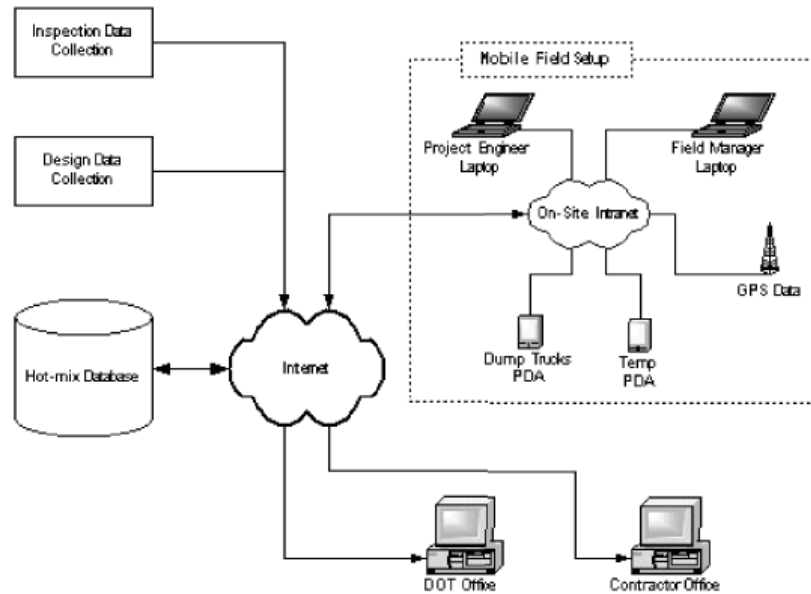 Inspection Data
Collection
Mobile Field Setup
Project Engineer
Laptop
Field Manager
Laptop
Design Data
Collection
On-Site Intranet
GPS Data
Hot-mix Database
Internet
Dump Trucks
PDA
Temp
PDA
DOT Office
Contractor Office